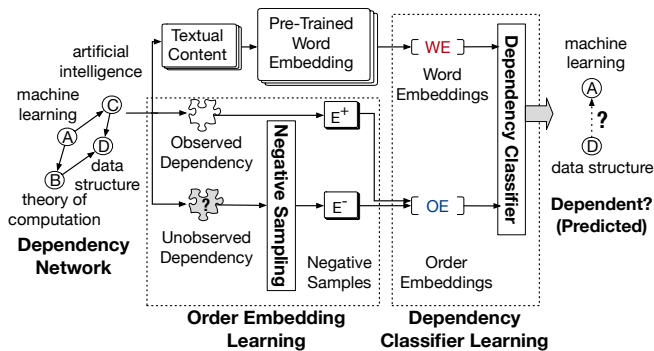 artificial
intelligence
machine learning
C
A
D
B
data
structure
theory of
computation
Dependency
Network
Textual
Content
Pre-Trained
Word
Embedding
Observed
Dependency
?
Unobserved
Dependency
Negative Sampling
E+
E-
Negative
Samples
Order Embedding
Learning
[ WE ]
Word
Embeddings
[ OE ]
Order
Embeddings
Dependency Classifier
Dependency
Classifier Learning
machine
learning
A
?
D
data structure
Dependent?
(Predicted)